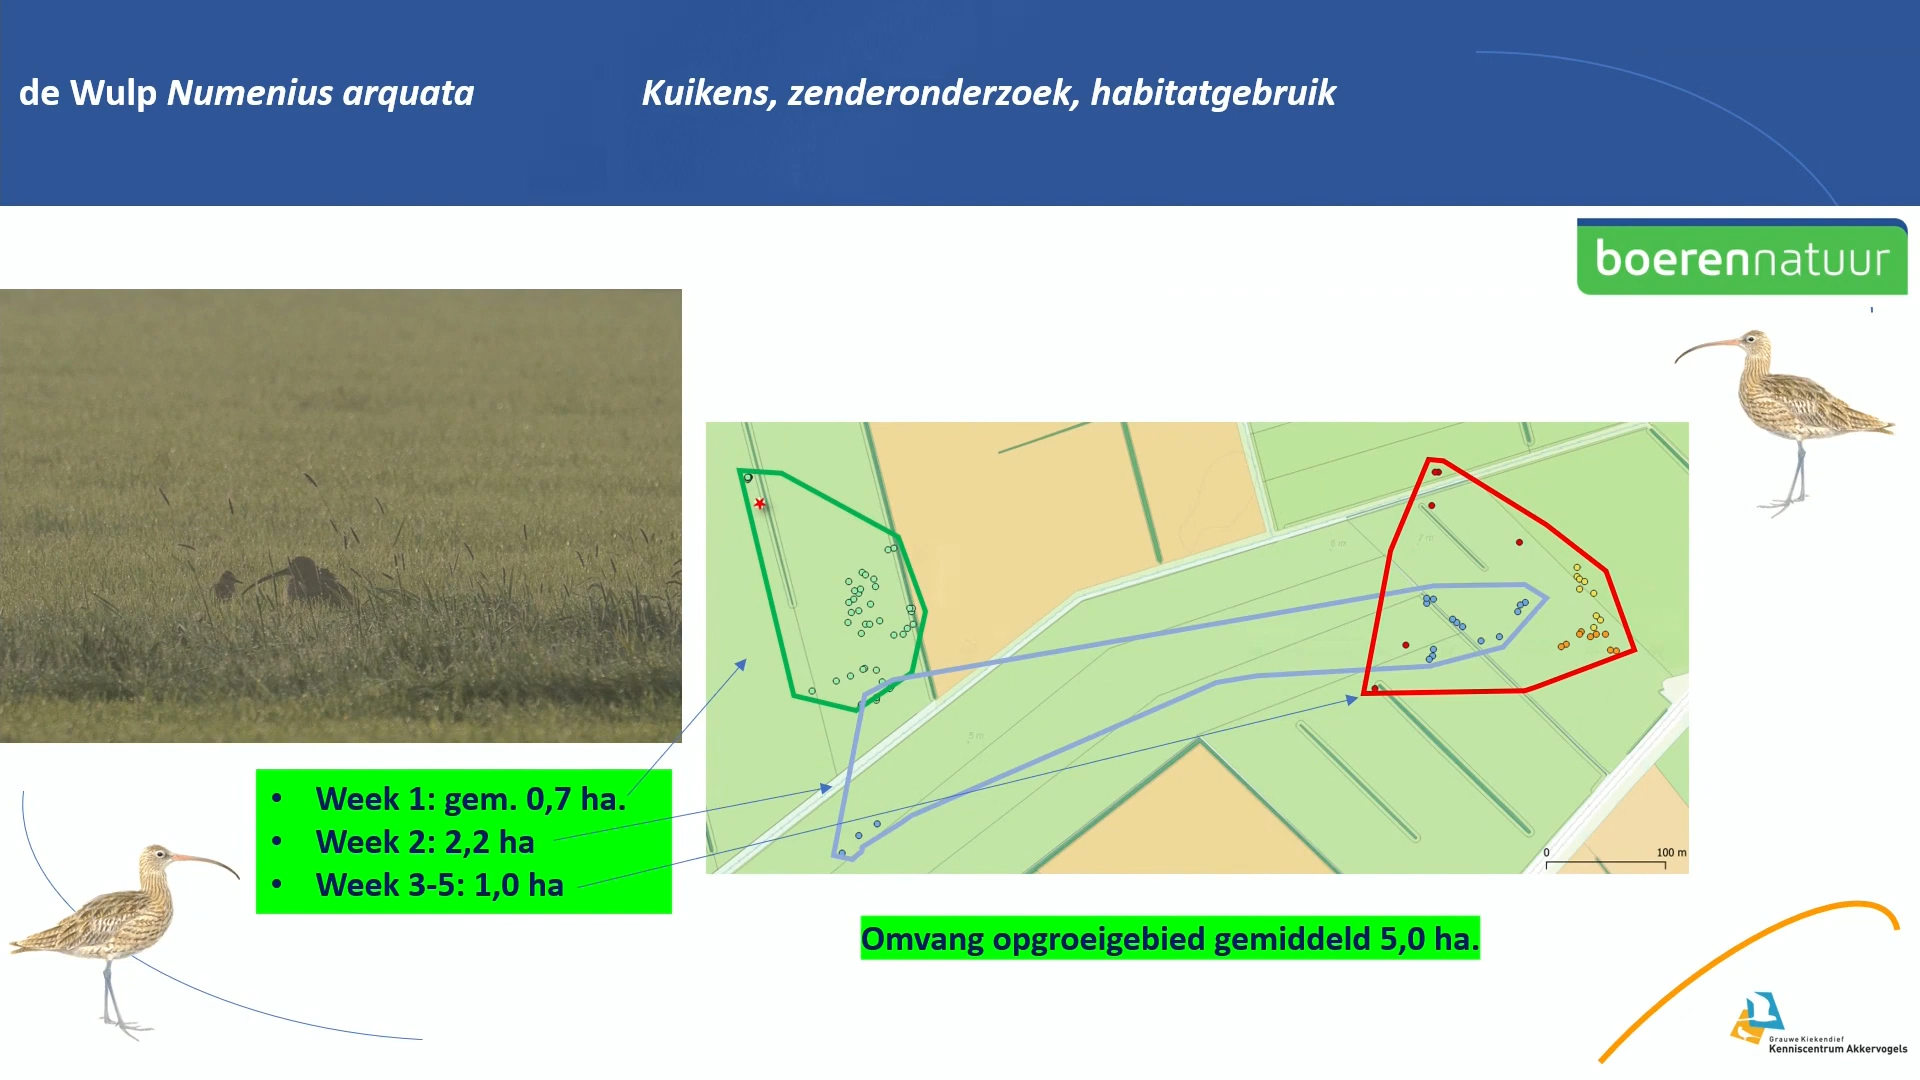 de Wulp Numenius arquata
Kuikens, zenderonderzoek, habitatgebruik
boerennatuur
• Week 1: gem. 0,7 ha.
• Week 2: 2,2 ha
• Week 3-5: 1,0 ha
0 100 m
Omvang opgroeigebied gemiddeld 5,0 ha.
Grauwe Kiekendief
Kenniscentrum Akkervogels